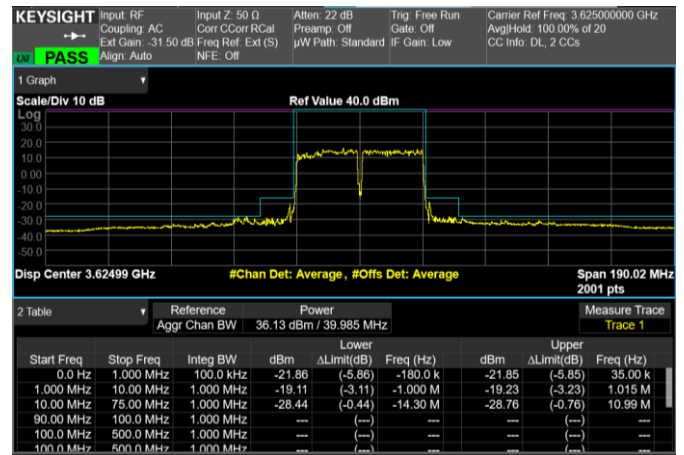 KEYSIGHT Input: RF Input Z: 50 Ω Atten: 22 dB Trig: Free Run Carrier Ref Freq: 3.625000000 GHz
Coupling: AC Corr CCorr RCal Preamp: Off Gate: Off Avg|Hold: 100.00% of 20
Ext Gain: -31.50 dB Freq Ref: Ext (S) µW Path: Standard IF Gain: Low CC Info: DL, 2 CCs
LXI PASS Align: Auto NFE: Off
1 Graph
Scale/Div 10 dB Ref Value 40.0 dBm
Log
30.0
20.0
10.0
0.00
-10.0
-20.0
-30.0
-40.0
-50.0
Disp Center 3.62499 GHz #Chan Det: Average, #Offs Det: Average Span 190.02 MHz
2001 pts
2 Table Reference Power Measure Trace
Aggr Chan BW 36.13 dBm / 39.985 MHz Trace 1
Lower Upper
Start Freq Stop Freq Integ BW dBm ΔLimit(dB) Freq (Hz) dBm ΔLimit(dB) Freq (Hz)
0.0 Hz 1.000 MHz 100.0 kHz -21.86 (-5.86) -180.0 k -21.85 (-5.85) 35.00 k
1.000 MHz 10.00 MHz 1.000 MHz -19.11 (-3.11) -1.000 M -19.23 (-3.23) 1.015 M
10.00 MHz 75.00 MHz 1.000 MHz -28.44 (-0.44) -14.30 M -28.76 (-0.76) 10.99 M
90.00 MHz 100.0 MHz 1.000 MHz --- (---) --- --- (---) ---
100.0 MHz 500.0 MHz 1.000 MHz --- (---) --- --- (---) ---
100.0 MHz 500.0 MHz 1.000 MHz --- (---) --- --- (---) ---